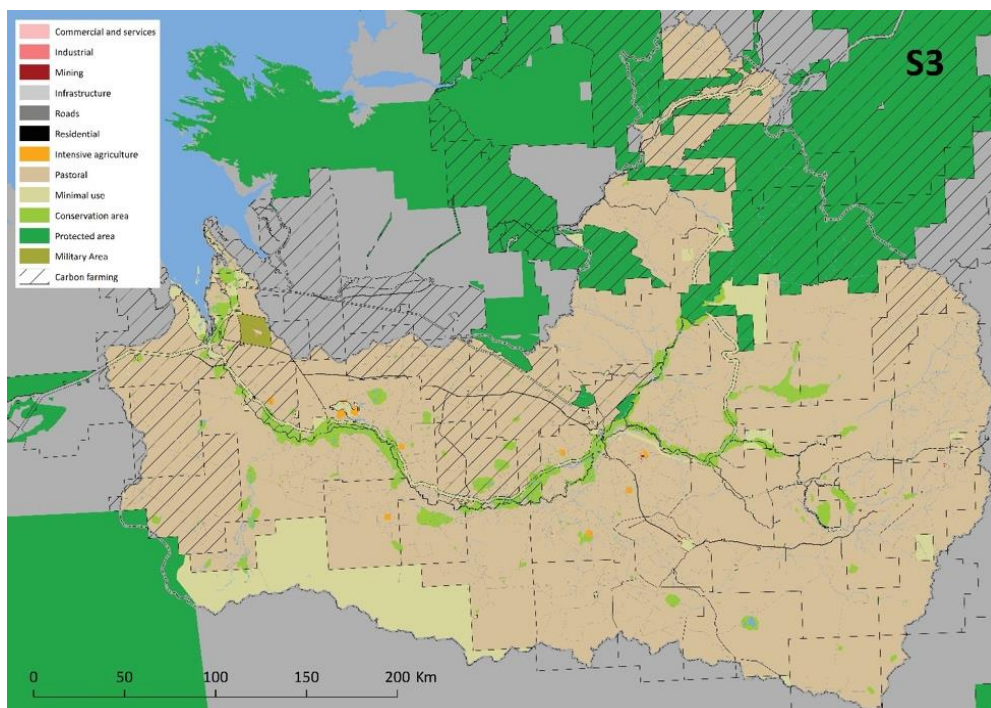 Commercial and services
Industrial
Mining
Infrastructure
Roads
Residential
Intensive agriculture
Pastoral
Minimal use
Conservation area
Protected area
Military Area
Carbon farming
S3
0 50 100 150 200 Km